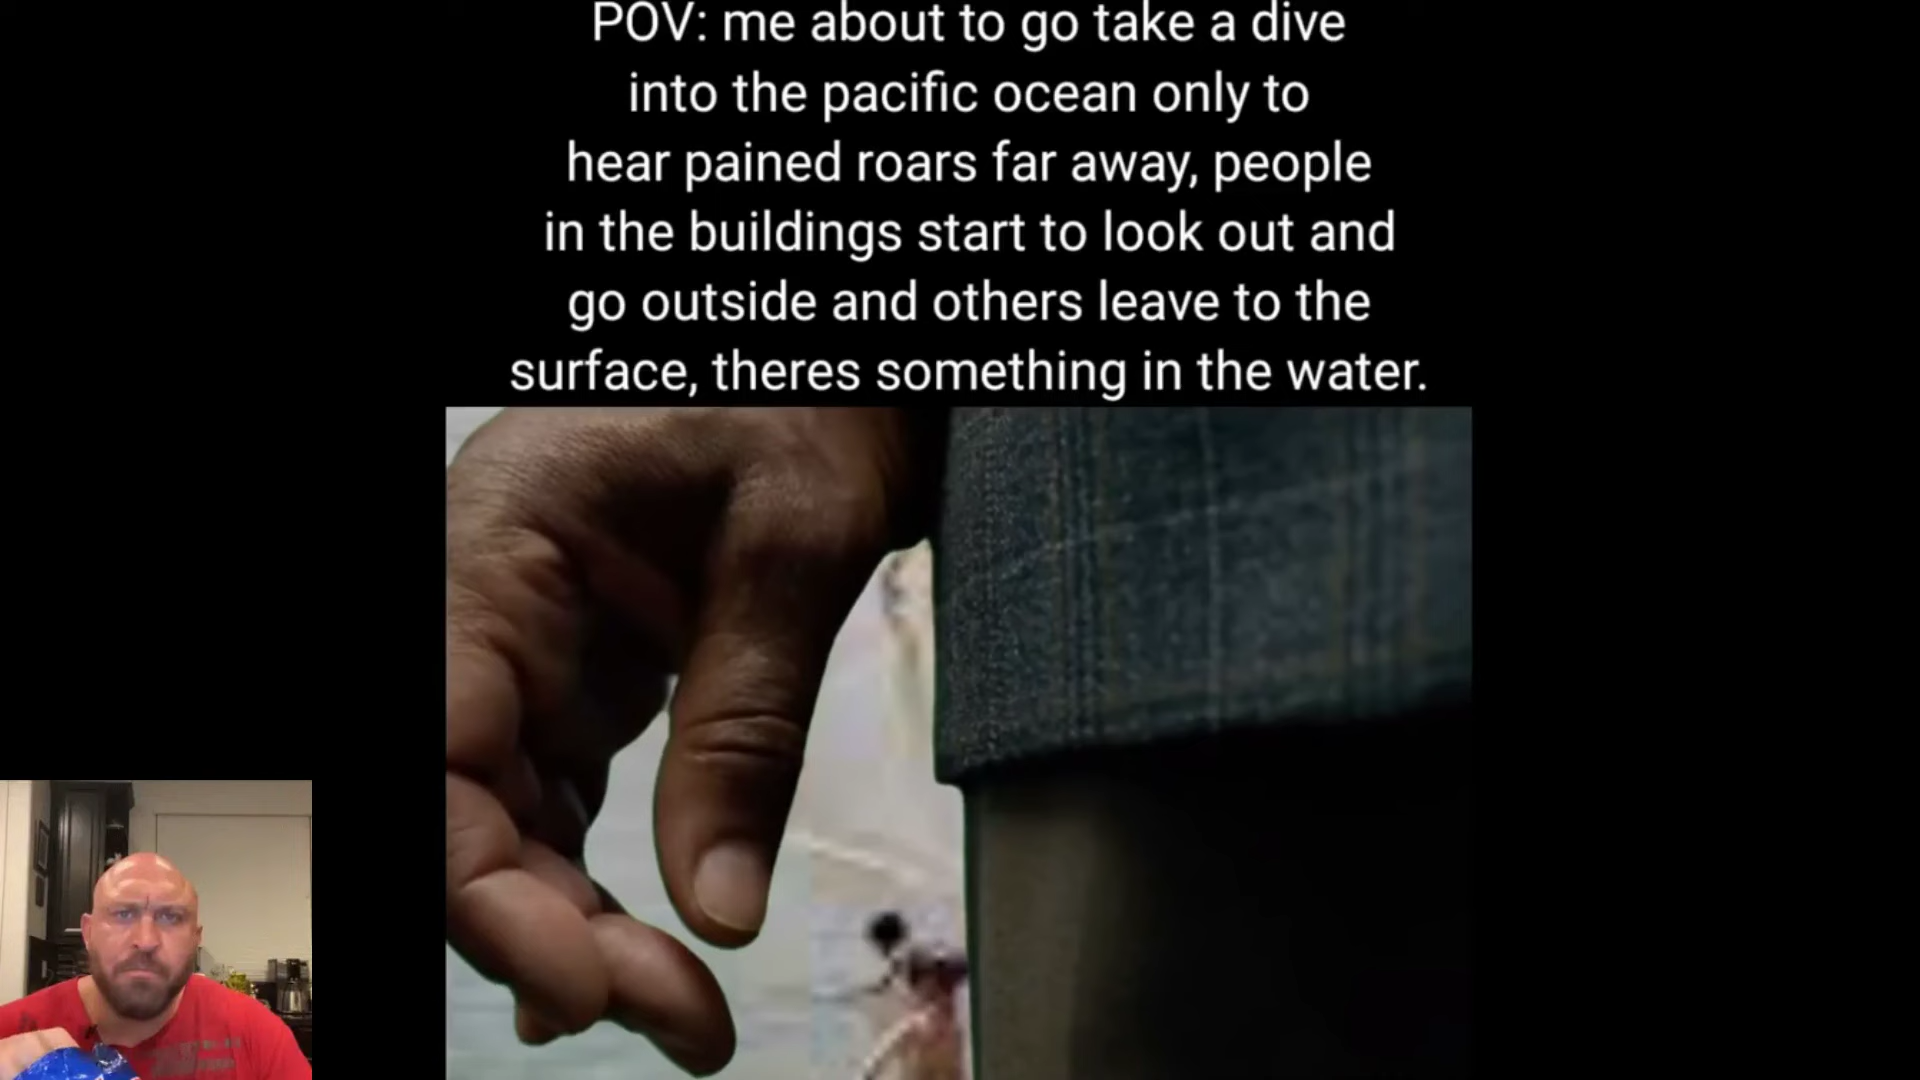 POV: me about to go take a dive
into the pacific ocean only to
hear pained roars far away, people
in the buildings start to look out and
go outside and others leave to the
surface, theres something in the water.